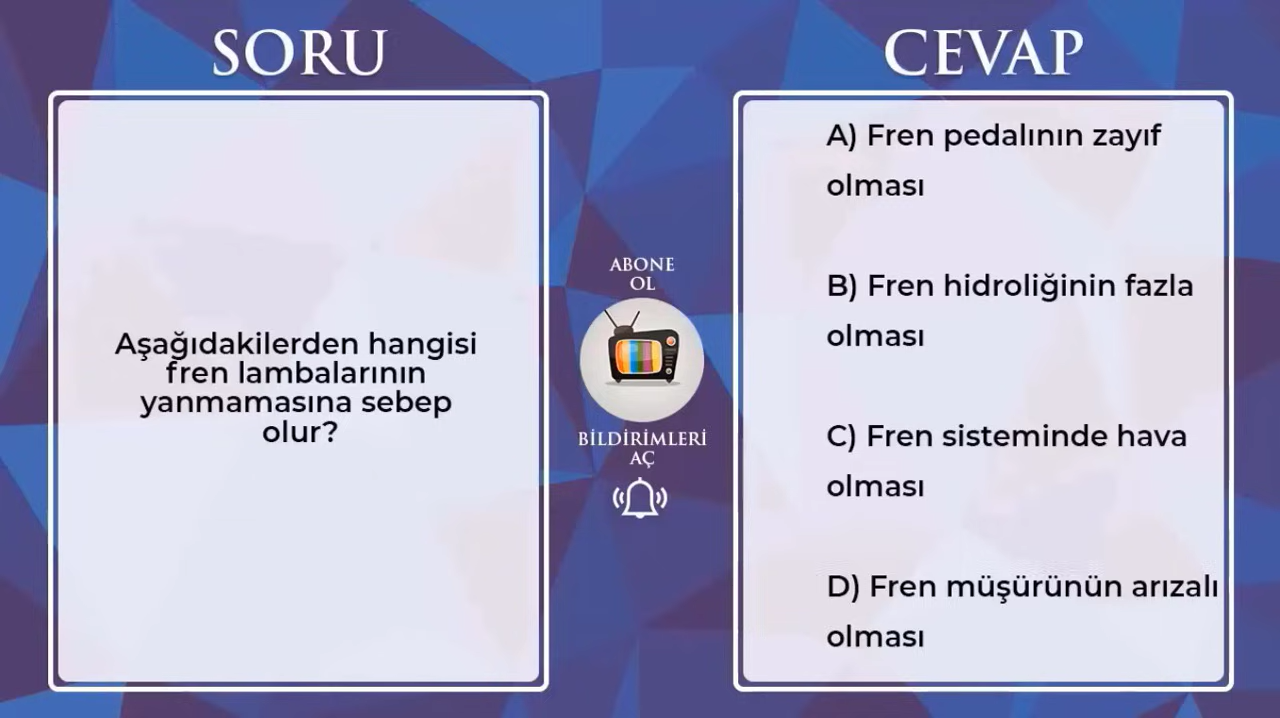 SORU
Aşağıdakilerden hangisi
fren lambalarının
yanmamasına sebep
olur?
ABONE
OL
BİLDİRİMLERİ
AÇ
CEVAP
A) Fren pedalının zayıf
olması
B) Fren hidroliğinin fazla
olması
C) Fren sisteminde hava
olması
D) Fren müşürünün arızalı
olması